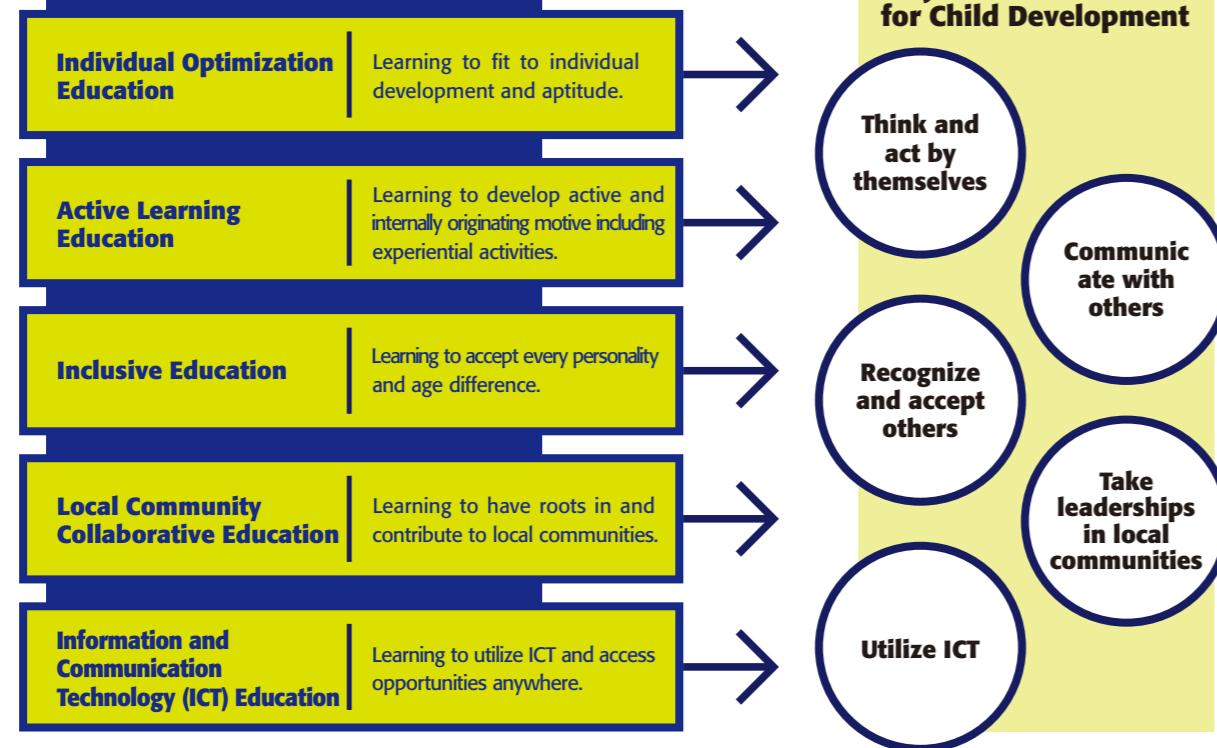 for Child Development
Individual Optimization
Education
Learning to fit to individual
development and aptitude.
Active Learning
Education
Learning to develop active and
internally originating motive including
experiential activities.
Inclusive Education
Learning to accept every personality
and age difference.
Local Community
Collaborative Education
Learning to have roots in and
contribute to local communities.
Information and
Communication
Technology (ICT) Education
Learning to utilize ICT and access
opportunities anywhere.
Think and
act by
themselves
Communic
ate with
others
Recognize
and accept
others
Take
leaderships
in local
communities
Utilize ICT